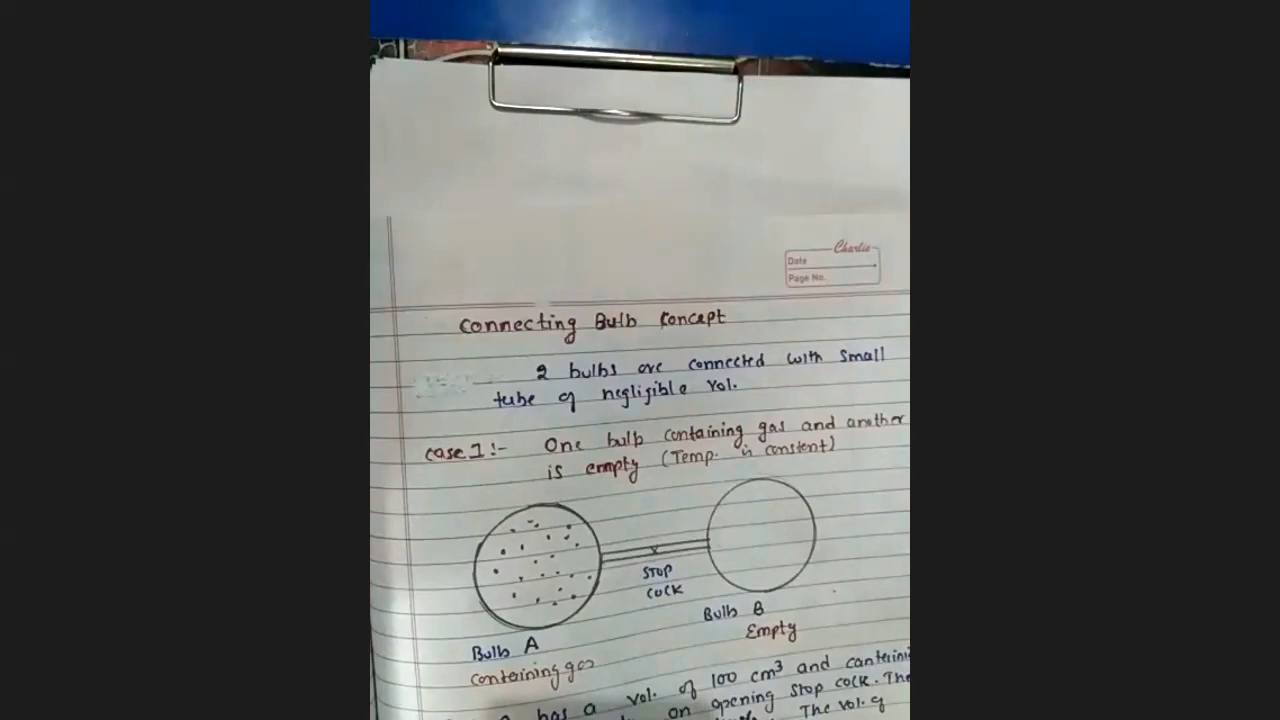 Charlie
Date
Page No.
Connecting Bulb Concept
2 bulbs are connected with small
tube of negligible vol.
Case 1:- One bulb containing gas and another
is empty (Temp. is constent)
STOP
COCK
Bulb A
Containing gas
Bulb B
Empty
has a vol. of 100 cm³ and
on opening stop cock. The
The vol. of